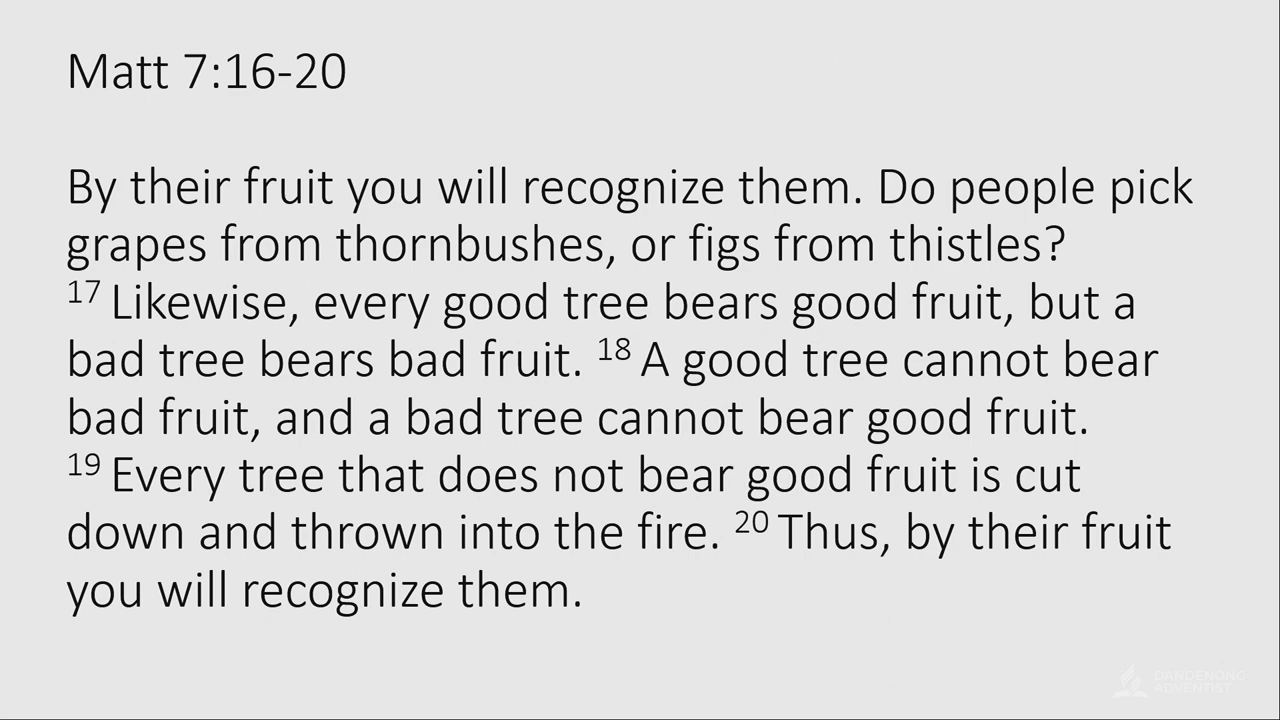 Matt 7:16-20
By their fruit you will recognize them. Do people pick
grapes from thornbushes, or figs from thistles?
17 Likewise, every good tree bears good fruit, but a
bad tree bears bad fruit. 18 A good tree cannot bear
bad fruit, and a bad tree cannot bear good fruit.
19 Every tree that does not bear good fruit is cut
down and thrown into the fire. 20 Thus, by their fruit
you will recognize them.
DANDENONG
ADVENTIST